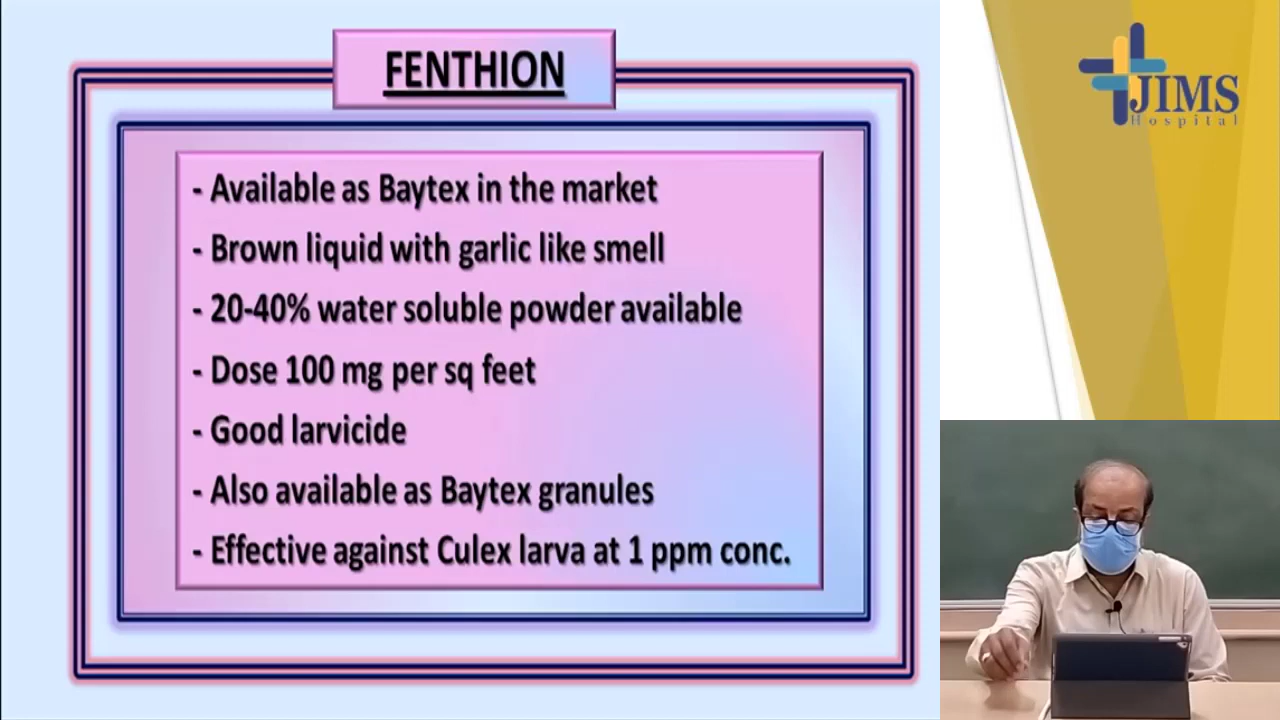 FENTHION
- Available as Baytex in the market
- Brown liquid with garlic like smell
- 20-40% water soluble powder available
- Dose 100 mg per sq feet
- Good larvicide
- Also available as Baytex granules
- Effective against Culex larva at 1 ppm conc.
JIMS
Hospital